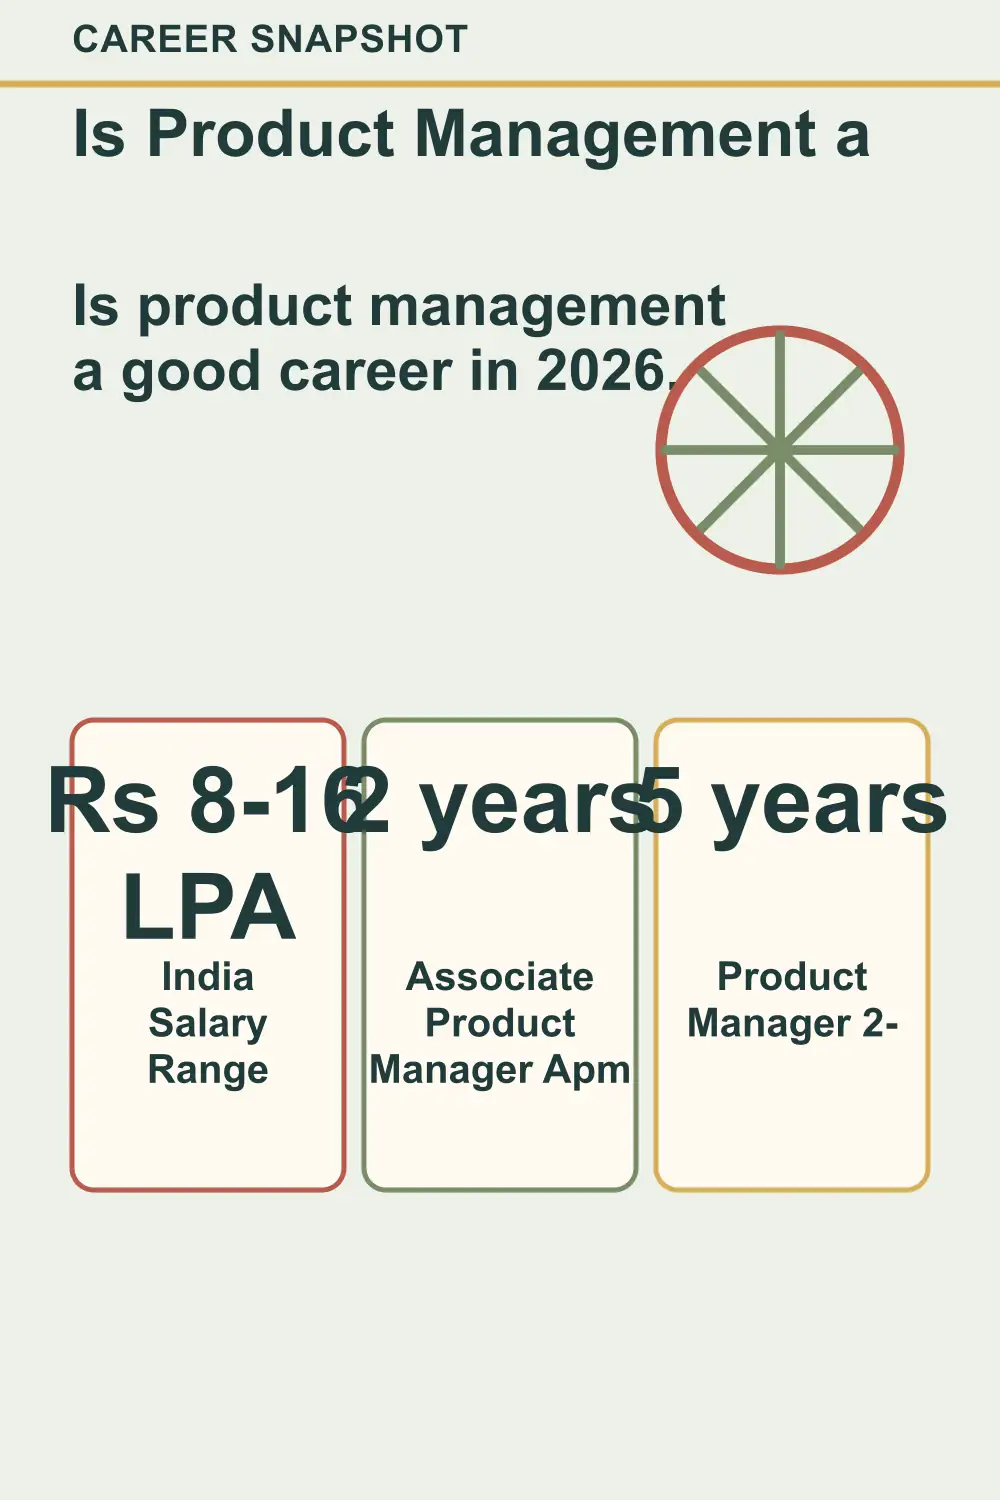 CAREER SNAPSHOT
Is Product Management a
Is product management
a good career in 2026.
Rs 8-16
LPA
India
Salary
Range
2 years
Associate
Product
Manager Apm
5 years
Product
Manager 2-